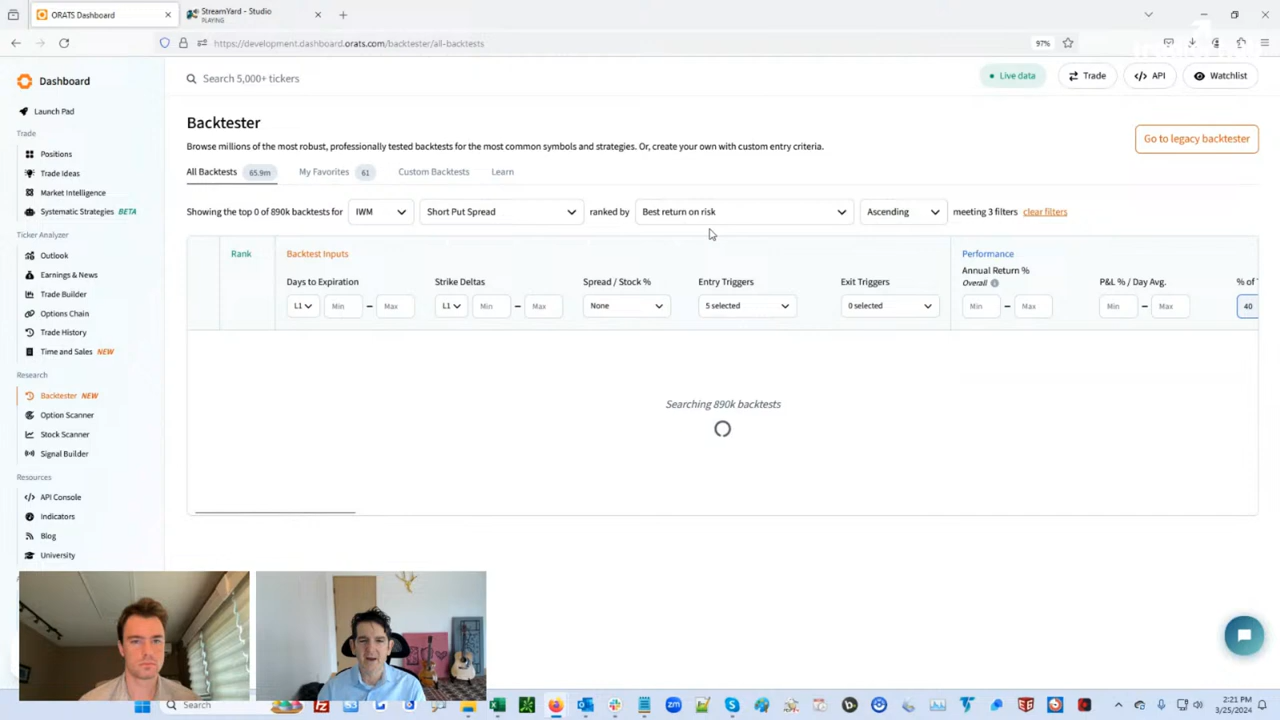 ORATS Dashboard
StreamYard - Studio
PLAYING
https://development.dashboard.orats.com/backtester/all-backtests
97%
Dashboard
Search 5,000+ tickers
Live data
Trade
</> API
Watchlist
Launch Pad
Trade
Positions
Trade Ideas
Market Intelligence
Systematic Strategies BETA
Ticker Analyzer
Outlook
Earnings & News
Trade Builder
Options Chain
Trade History
Time and Sales NEW
Research
Backtester NEW
Option Scanner
Stock Scanner
Signal Builder
Resources
</> API Console
Indicators
Blog
University
Backtester
Browse millions of the most robust, professionally tested backtests for the most common symbols and strategies. Or, create your own with custom entry criteria.
Go to legacy backtester
All Backtests 65.9m
My Favorites 61
Custom Backtests
Learn
Showing the top 0 of 890k backtests for IWM Short Put Spread ranked by Best return on risk Ascending meeting 3 filters clear filters
Rank
Backtest Inputs
Performance
Days to Expiration
Strike Deltas
Spread / Stock %
Entry Triggers
Exit Triggers
Annual Return %
Overall
P&L % / Day Avg.
% of
L1 Min – Max
L1 Min – Max
None
5 selected
0 selected
Min – Max
Min – Max
40
Searching 890k backtests
Search
2:21 PM
3/25/2024